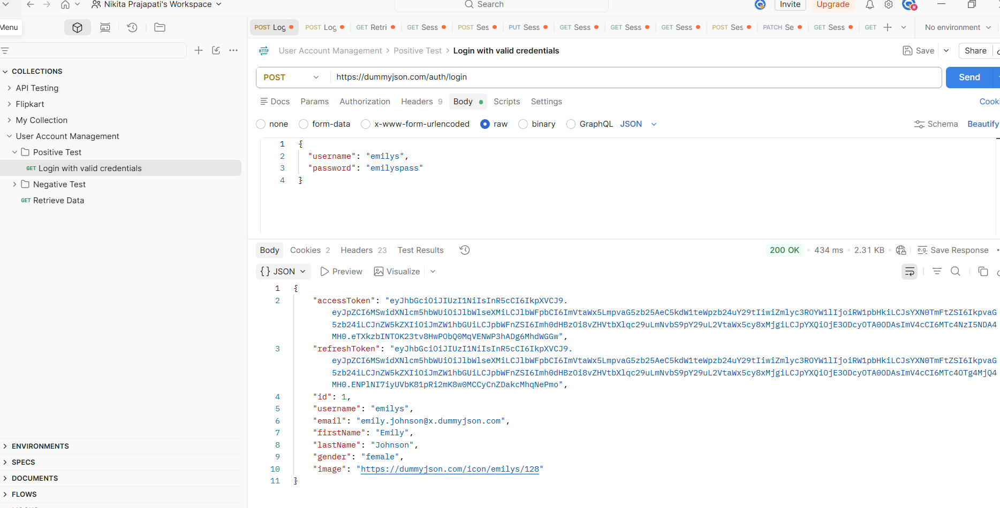 Nikita Prajapati's Workspace
Search
Invite
Upgrade
Menu
POST Log
POST Log
GET Retri
GET Sess
POST Ses
PUT Sess
GET Sess
GET Sess
GET Sess
POST Ses
PATCH Se
GET Sess
GET
No environment
HTTP User Account Management > Positive Test > Login with valid credentials
Save
Share
COLLECTIONS
API Testing
Flipkart
My Collection
User Account Management
Positive Test
GET Login with valid credentials
Negative Test
GET Retrieve Data
ENVIRONMENTS
SPECS
DOCUMENTS
FLOWS
POST
https://dummyjson.com/auth/login
Send
Docs
Params
Authorization
Headers 9
Body
Scripts
Settings
Cooki
none
form-data
x-www-form-urlencoded
raw
binary
GraphQL
JSON
Schema
Beautify
1 {
2 "username": "emilys",
3 "password": "emilyspass"
4 }
Body
Cookies 2
Headers 23
Test Results
200 OK
434 ms
2.31 KB
e.g. Save Response
{} JSON
Preview
Visualize
1 {
2 "accessToken": "eyJhbGciOiJIUzI1NiIsInR5cCI6IkpXVCJ9.
eyJpZCI6MSwidXNlcm5hbWUiOiJlbWlseXMiLCJlbWFpbCI6ImVtaWx5LmpvaG5zb25AeC5kdW1teWpzb24uY29tIiwiZmlyc3ROYW1lIjoiRW1pbHkiLCJsYXN0TmFtZSI6IkpvaG
5zb24iLCJnZW5kZXIiOiJmZW1hbGUiLCJpbWFnZSI6Imh0dHBzOi8vZHVtbXlqc29uLmNvbS9pY29uL2VtaWx5cy8xMjgiLCJpYXQiOjE3ODcyOTA0ODAsImV4cCI6MTc4NzI5NDA4
MH0.eTXkzbINTOK23tv8HwPObQ0MqVENWP3hADg6MhdWGGw",
3 "refreshToken": "eyJhbGciOiJIUzI1NiIsInR5cCI6IkpXVCJ9.
eyJpZCI6MSwidXNlcm5hbWUiOiJlbWlseXMiLCJlbWFpbCI6ImVtaWx5LmpvaG5zb25AeC5kdW1teWpzb24uY29tIiwiZmlyc3ROYW1lIjoiRW1pbHkiLCJsYXN0TmFtZSI6IkpvaG
5zb24iLCJnZW5kZXIiOiJmZW1hbGUiLCJpbWFnZSI6Imh0dHBzOi8vZHVtbXlqc29uLmNvbS9pY29uL2VtaWx5cy8xMjgiLCJpYXQiOjE3ODcyOTA0ODAsImV4cCI6MTc4OTg4MjQ4
MH0.ENPlNI7iyUVbK81pRi2mK8w0MCCyCnZDakcMhqNePmo",
4 "id": 1,
5 "username": "emilys",
6 "email": "emily.johnson@x.dummyjson.com",
7 "firstName": "Emily",
8 "lastName": "Johnson",
9 "gender": "female",
10 "image": "https://dummyjson.com/icon/emilys/128"
11 }